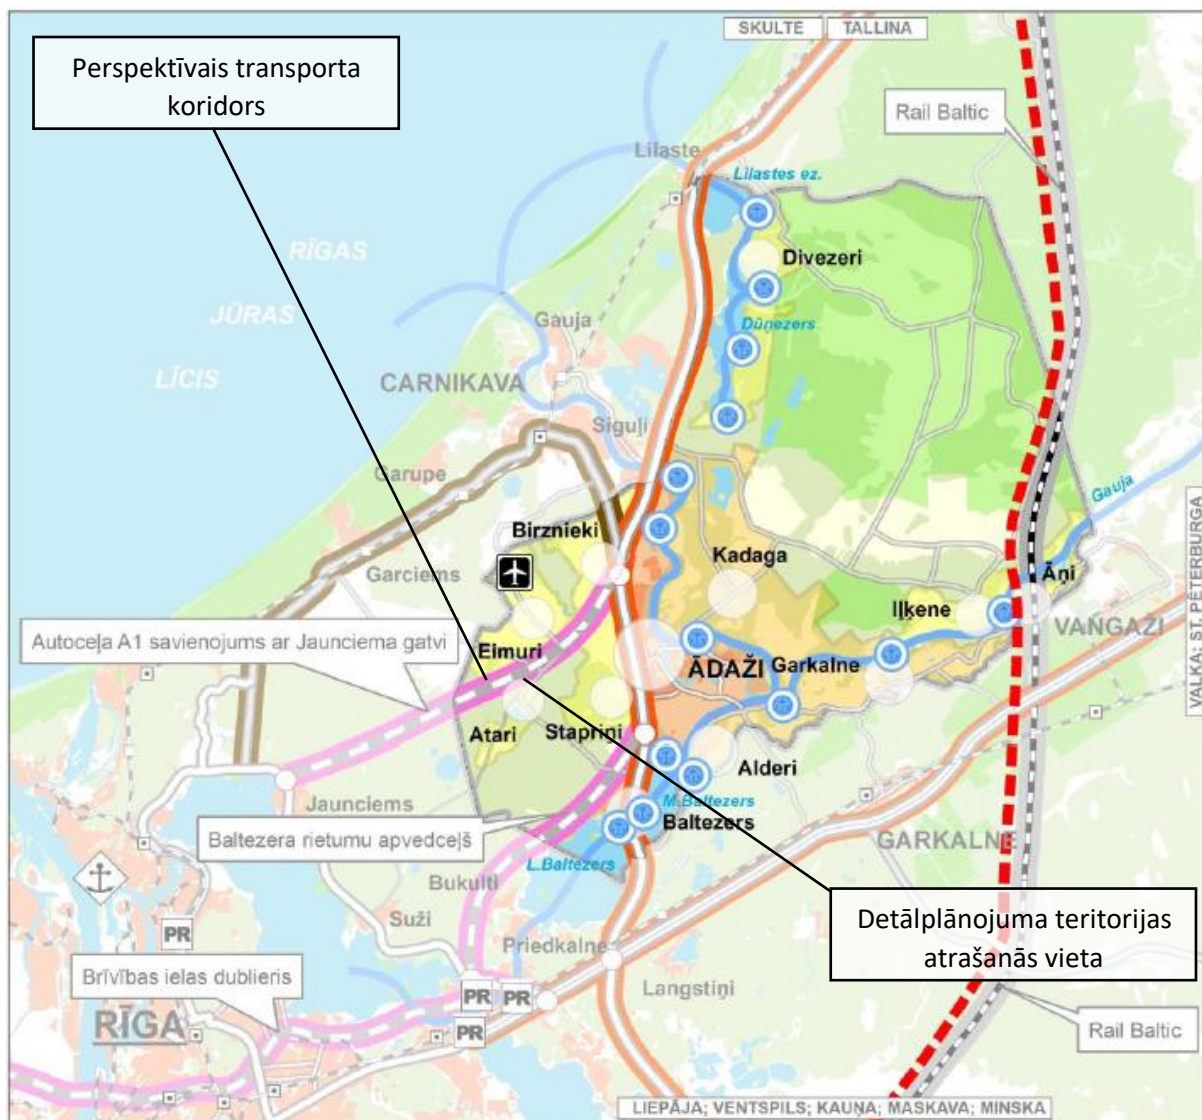 SKULTE
TALLINA
Perspektīvais transporta
koridors
Rail Baltic
Lilaste
Lilastes ez.
RĪGAS
Divezeri
JŪRAS
Gauja
Dūņezers
LĪCIS
CARNIKAVA
Siguļi
Garupe
Gauja
Birznieki
Kadaga
Garciems
Āņi
Iļķene
VANGAŽI
Autoceļa A1 savienojums ar Jaunciema gatvi
Eimuri
ĀDAŽI
Garkalne
VALKA; ST. PĒTERBURGA
Atari
Stapriņi
Alderi
Jaunciems
M.Baltezers
Baltezers
Baltezera rietumu apvedceļš
GARKALNE
L.Baltezers
Bukulti
Suži
Detālplānojuma teritorijas
atrašanās vieta
PR
Priedkalne
Brīvības ielas dublieris
Langstiņi
PR
PR
RĪGA
PR
Rail Baltic
LIEPĀJA; VENTSPILS; KAUŅA; MASKAVA; MINSKA